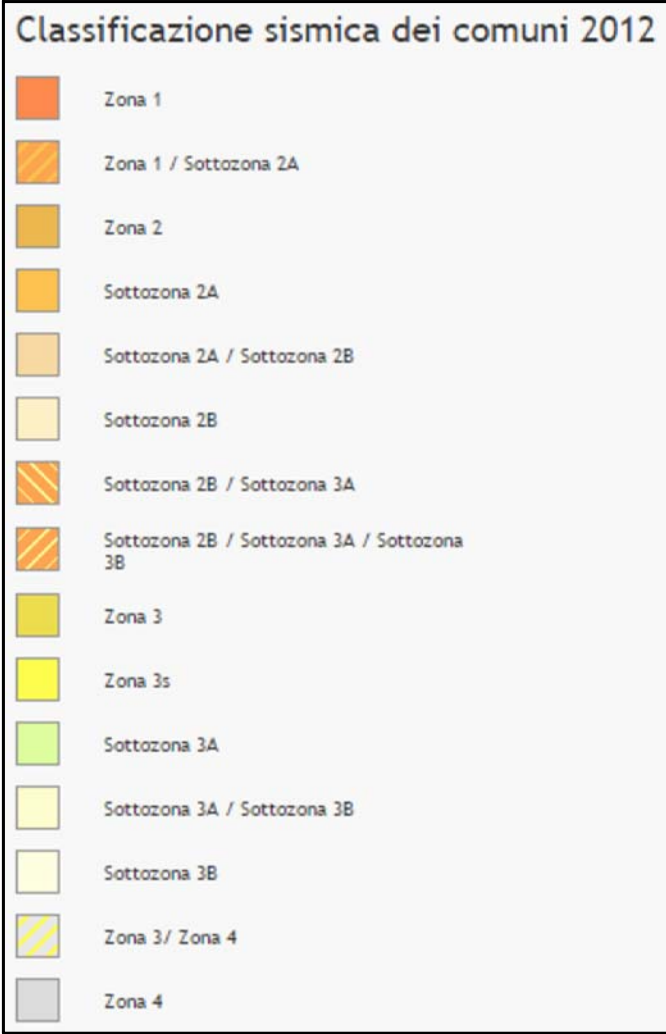 Classificazione sismica dei comuni 2012
Zona 1
Zona 1 / Sottozona 2A
Zona 2
Sottozona 2A
Sottozona 2A / Sottozona 2B
Sottozona 2B
Sottozona 2B / Sottozona 3A
Sottozona 2B / Sottozona 3A / Sottozona
3B
Zona 3
Zona 3s
Sottozona 3A
Sottozona 3A / Sottozona 3B
Sottozona 3B
Zona 3/ Zona 4
Zona 4